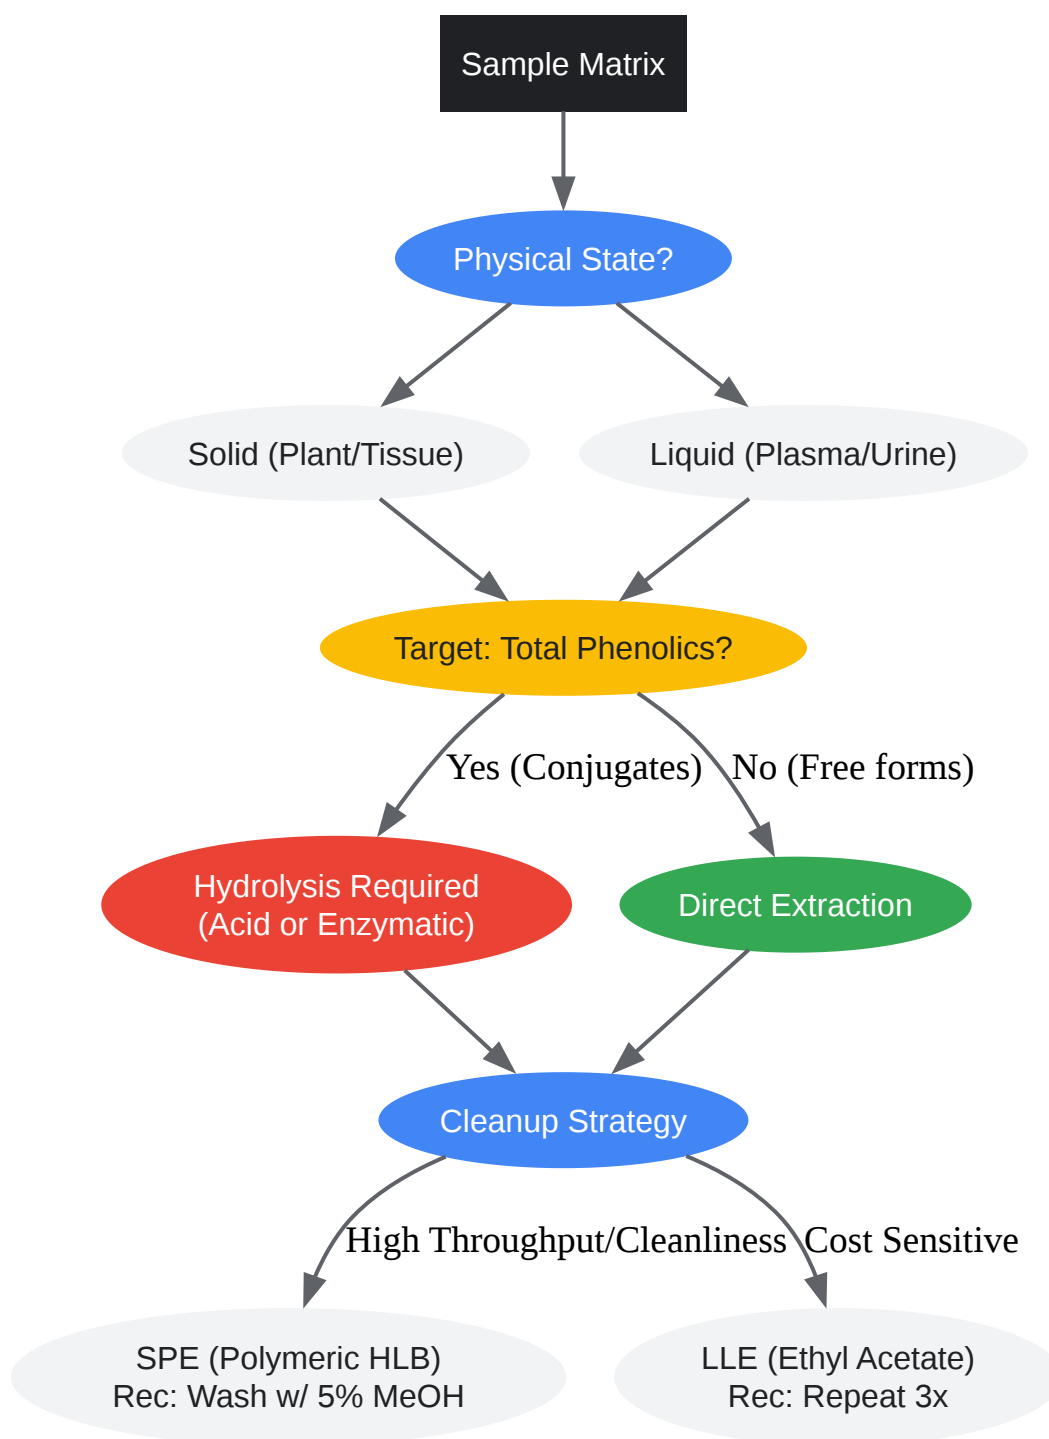 Sample Matrix
Physical State?
Solid (Plant/Tissue)
Liquid (Plasma/Urine)
Target: Total Phenolics?
Yes (Conjugates)
No (Free forms)
Hydrolysis Required
(Acid or Enzymatic)
Direct Extraction
Cleanup Strategy
High Throughput/Cleanliness
Cost Sensitive
SPE (Polymeric HLB)
Rec: Wash w/ 5% MeOH
LLE (Ethyl Acetate)
Rec: Repeat 3x